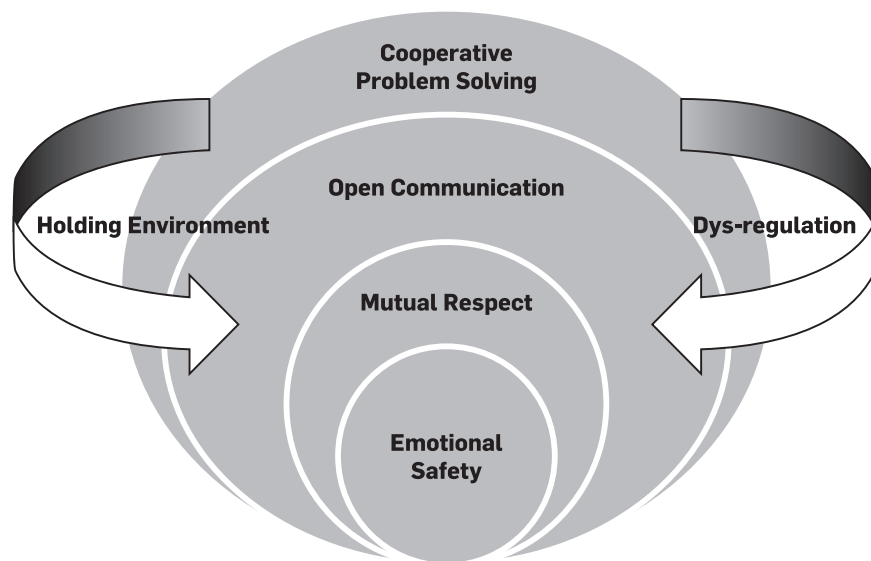 Cooperative
Problem Solving
Open Communication
Holding Environment
Dys-regulation
Mutual Respect
Emotional
Safety